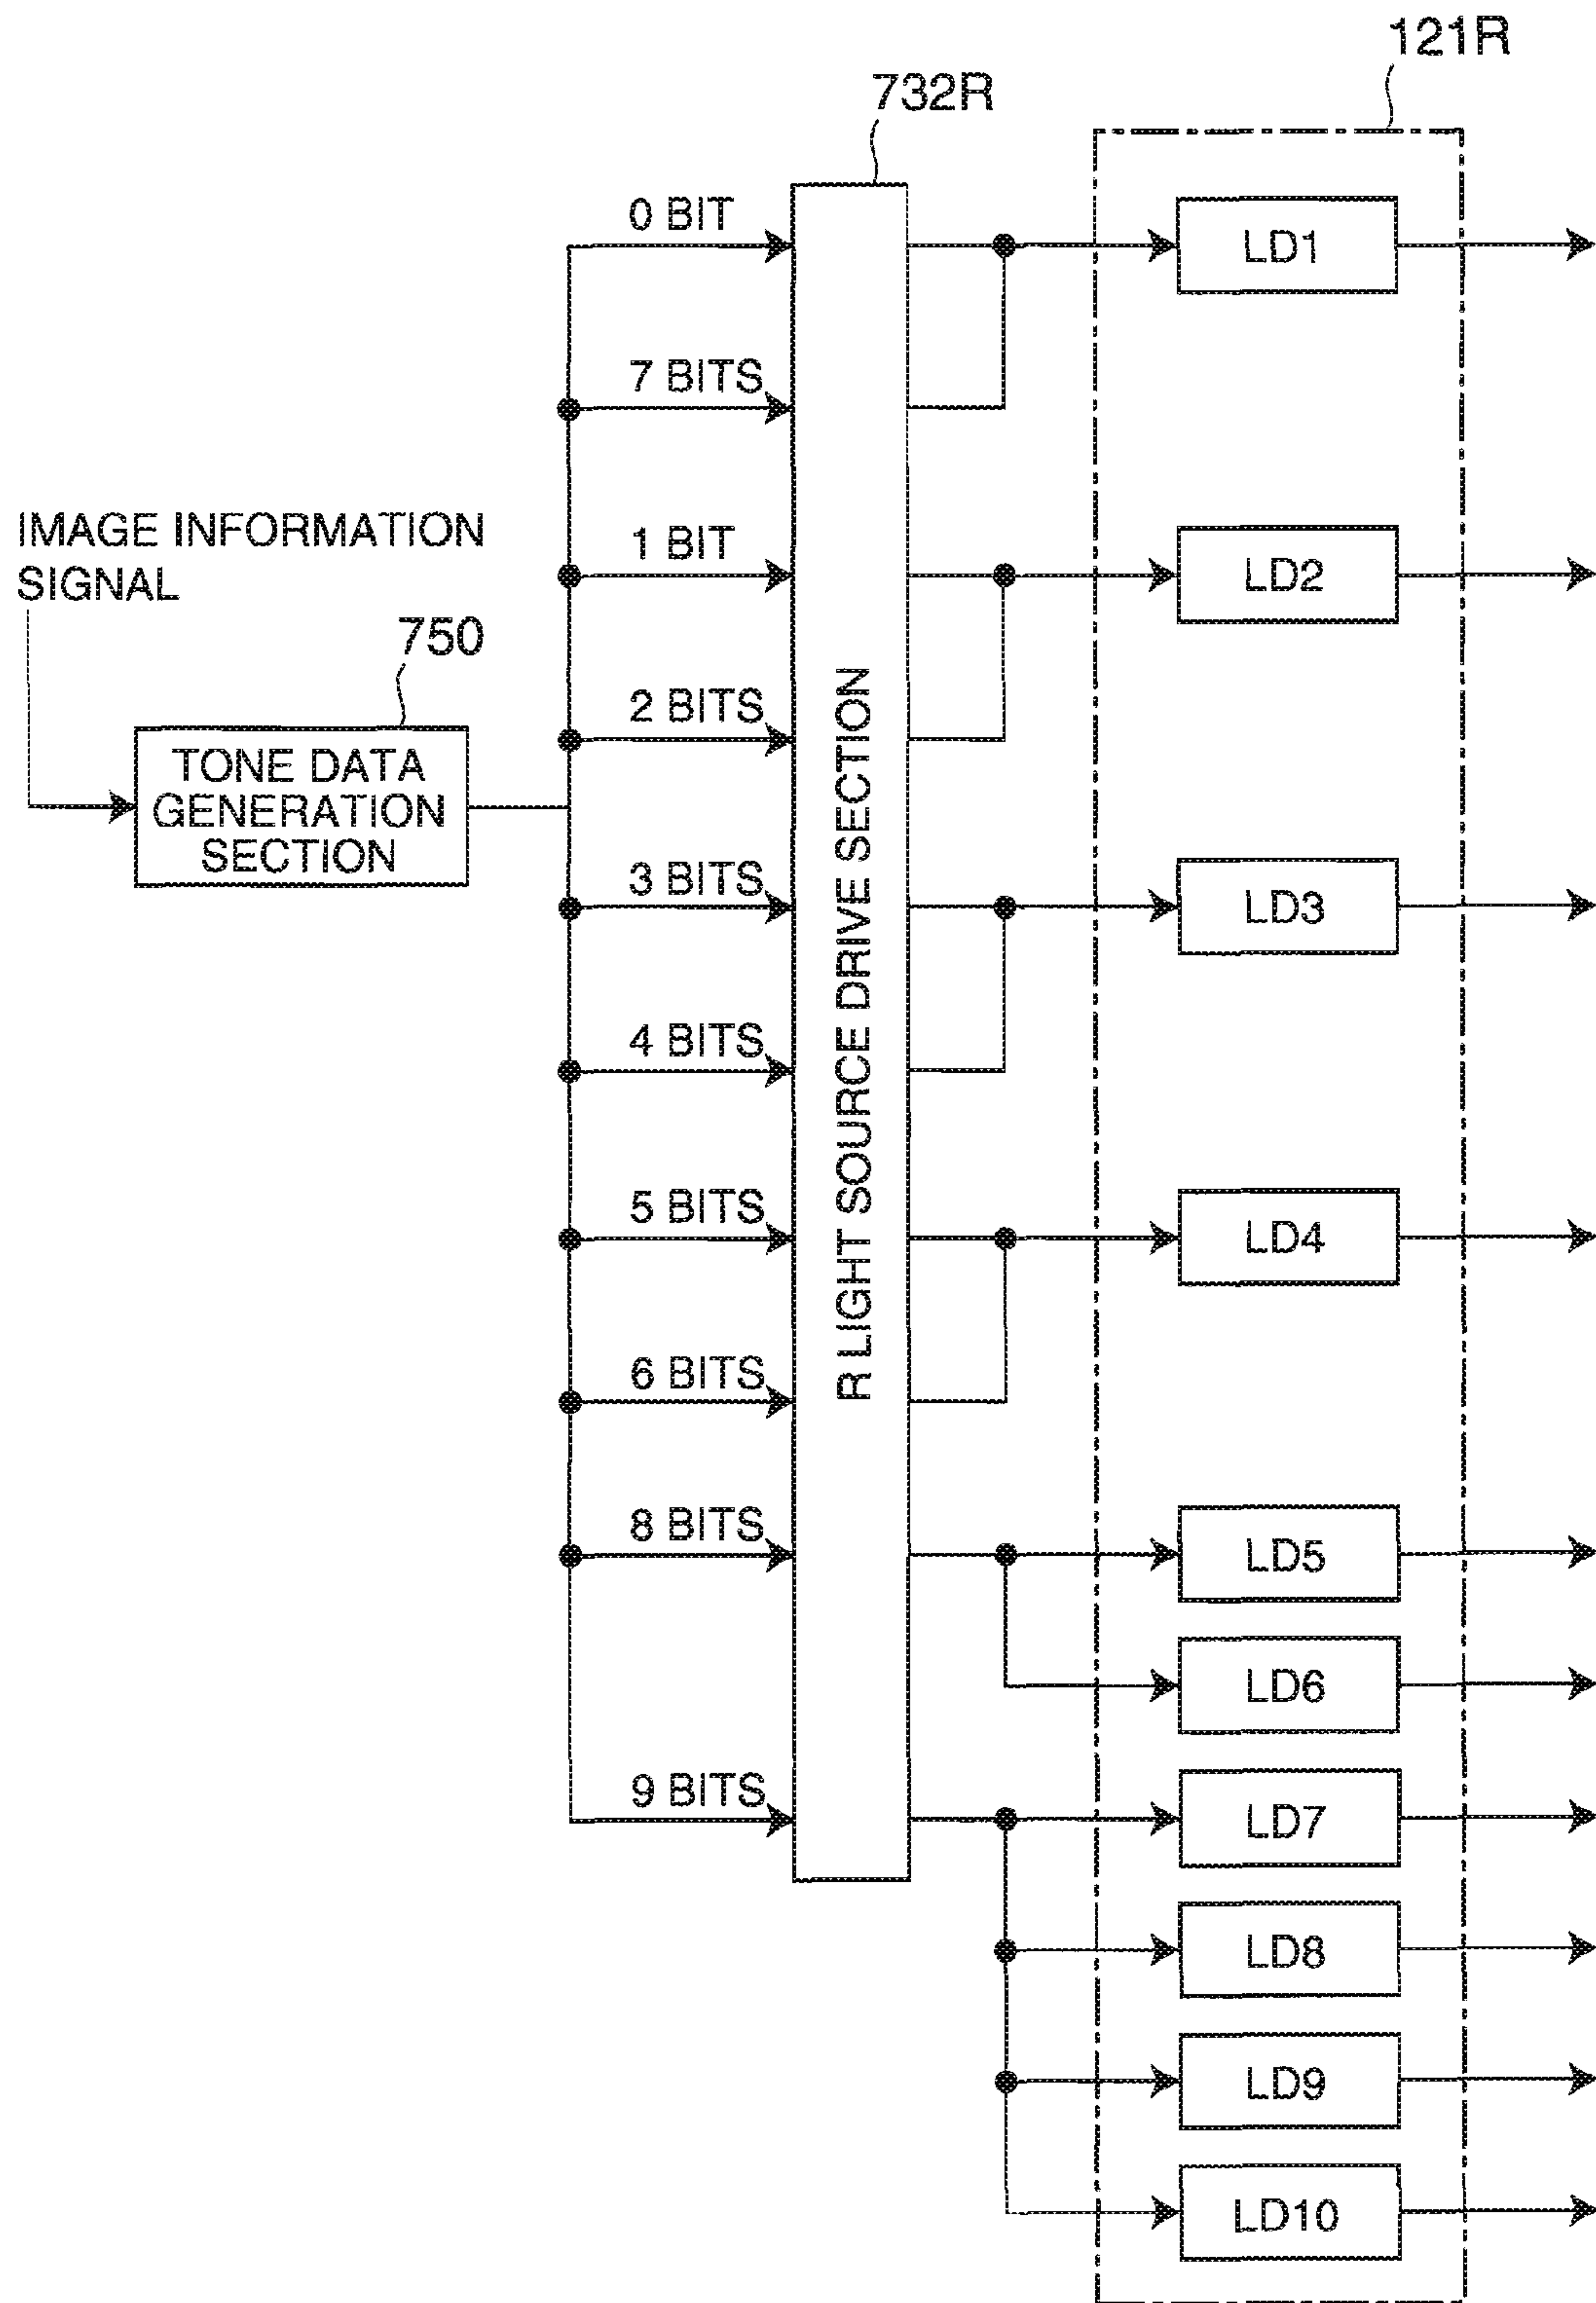 121R
732R
0 BIT
LD1
7 BITS
IMAGE INFORMATION
SIGNAL
1 BIT
LD2
750
2 BITS
TONE DATA
GENERATION
SECTION
R LIGHT SOURCE DRIVE SECTION
3 BITS
LD3
4 BITS
5 BITS
LD4
6 BITS
8 BITS
LD5
LD6
9 BITS
LD7
LD8
LD9
LD10